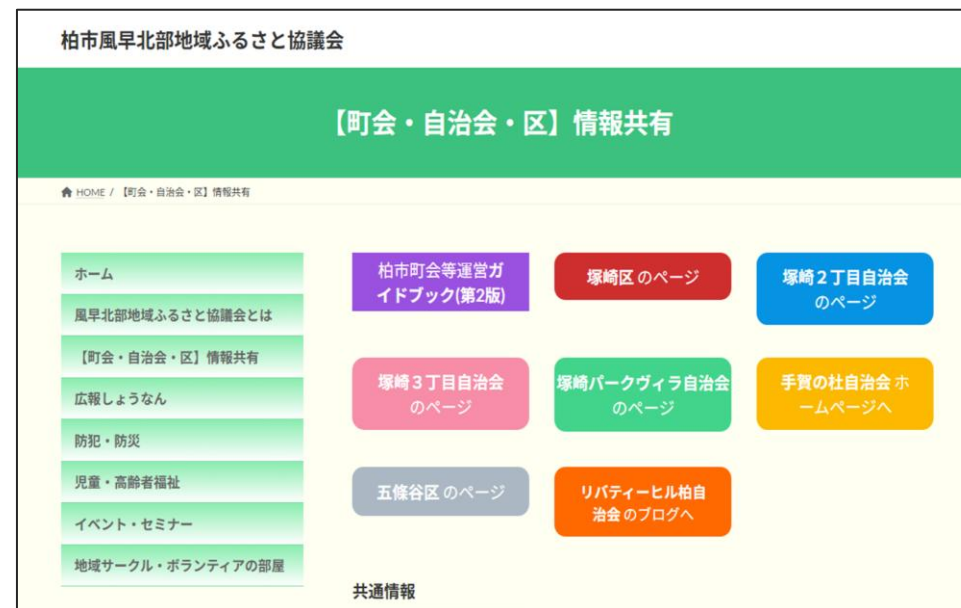 柏市風早北部地域ふるさと協議会
【町会・自治会・区】情報共有
HOME / 【町会・自治会・区】情報共有
ホーム
風早北部地域ふるさと協議会とは
【町会・自治会・区】情報共有
広報しょうなん
防犯・防災
児童・高齢者福祉
イベント・セミナー
地域サークル・ボランティアの部屋
柏市町会等運営ガ
イドブック(第2版)
塚崎区 のページ
塚崎２丁目自治会
のページ
塚崎３丁目自治会
のページ
塚崎パークヴィラ自治会
のページ
手賀の杜自治会 ホ
ームページへ
五條谷区 のページ
リバティーヒル柏自
治会 のブログへ
共通情報